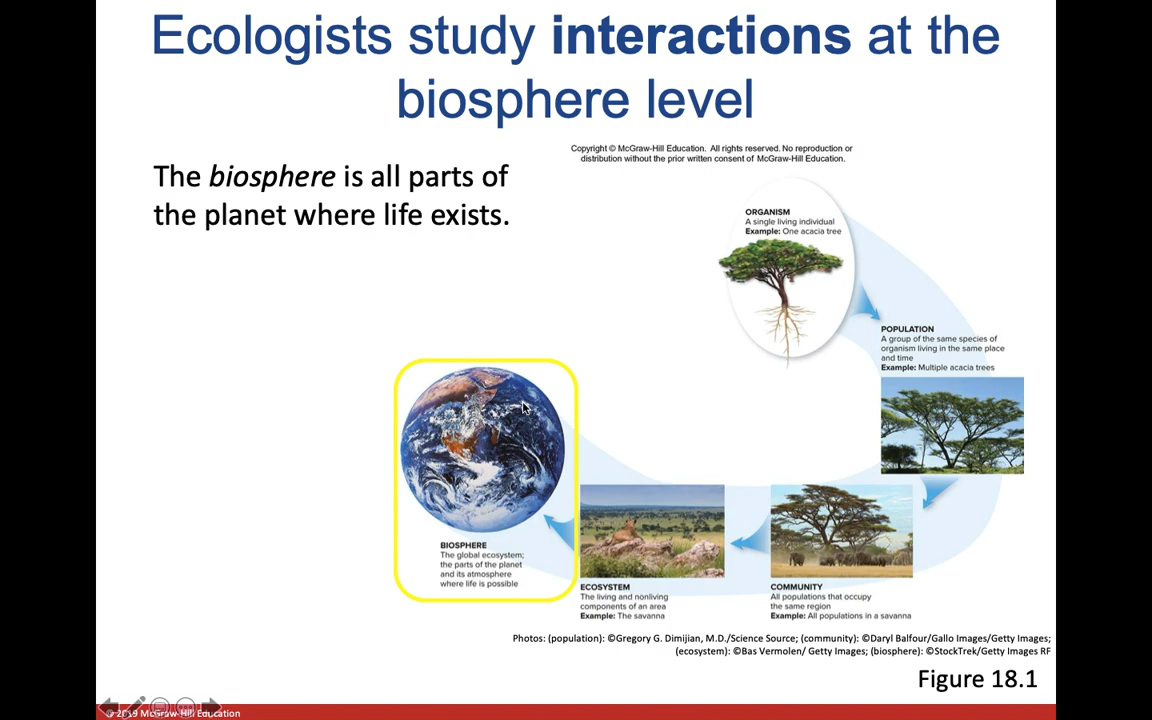 Ecologists study interactions at the
biosphere level
Copyright © McGraw-Hill Education. All rights reserved. No reproduction or
distribution without the prior written consent of McGraw-Hill Education.
The biosphere is all parts of
the planet where life exists.
ORGANISM
A single living individual
Example: One acacia tree
POPULATION
A group of the same species of
organism living in the same place
and time
Example: Multiple acacia trees
BIOSPHERE
The global ecosystem;
the parts of the planet
and its atmosphere
where life is possible
ECOSYSTEM
The living and nonliving
components of an area
Example: The savanna
COMMUNITY
All populations that occupy
the same region
Example: All populations in a savanna
Photos: (population): ©Gregory G. Dimijian, M.D./Science Source; (community): ©Daryl Balfour/Gallo Images/Getty Images;
(ecosystem): ©Bas Vermolen/ Getty Images; (biosphere): ©StockTrek/Getty Images RF
Figure 18.1
© 2019 McGraw-Hill Education